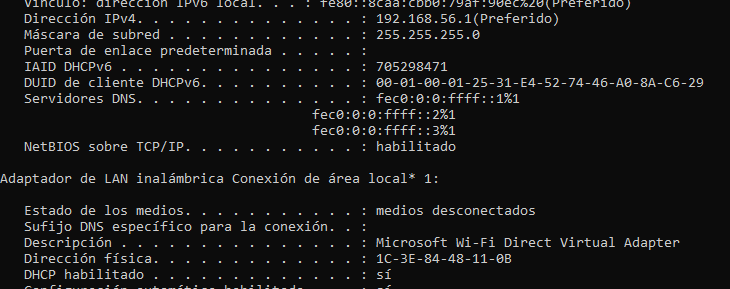 Vínculo: dirección IPv6 local. . . : fe80::8caa:cbb0:79af:90ec%20(Preferido)
Dirección IPv4. . . . . . . . . . . . . . : 192.168.56.1(Preferido)
Máscara de subred . . . . . . . . . . . . : 255.255.255.0
Puerta de enlace predeterminada . . . . . :
IAID DHCPv6 . . . . . . . . . . . . . . . : 705298471
DUID de cliente DHCPv6. . . . . . . . . . : 00-01-00-01-25-31-E4-52-74-46-A0-8A-C6-29
Servidores DNS. . . . . . . . . . . . . . : fec0:0:0:ffff::1%1
fec0:0:0:ffff::2%1
fec0:0:0:ffff::3%1
NetBIOS sobre TCP/IP. . . . . . . . . . . : habilitado
Adaptador de LAN inalámbrica Conexión de área local* 1:
Estado de los medios. . . . . . . . . . . : medios desconectados
Sufijo DNS específico para la conexión. . :
Descripción . . . . . . . . . . . . . . . : Microsoft Wi-Fi Direct Virtual Adapter
Dirección física. . . . . . . . . . . . . : 1C-3E-84-48-11-0B
DHCP habilitado . . . . . . . . . . . . . : sí
Configuración automática habilitada . . . : sí